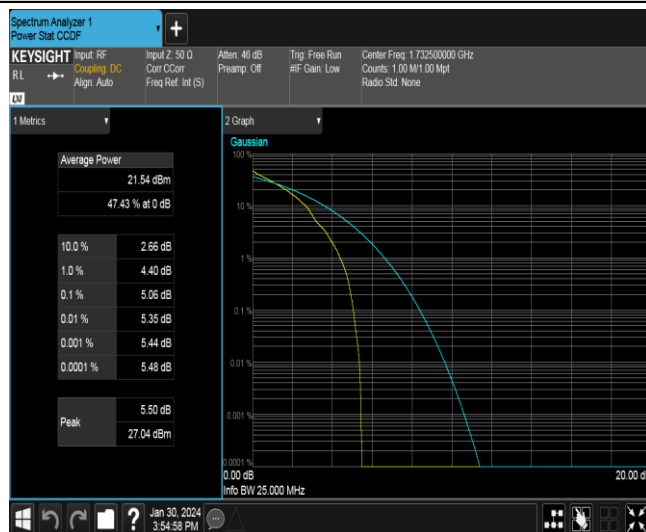 Spectrum Analyzer 1
Power Stat CCDF
+
KEYSIGHT
RL
LXI
Input: RF
Coupling: DC
Align: Auto
Input Z: 50 Ω
Corr CCorr
Freq Ref: Int (S)
Atten: 46 dB
Preamp: Off
Trig: Free Run
#IF Gain: Low
Center Freq: 1.732500000 GHz
Counts: 1.00 M/1.00 Mpt
Radio Std: None
1 Metrics
Average Power
21.54 dBm
47.43 % at 0 dB
10.0 % 2.66 dB
1.0 % 4.40 dB
0.1 % 5.06 dB
0.01 % 5.35 dB
0.001 % 5.44 dB
0.0001 % 5.48 dB
Peak
5.50 dB
27.04 dBm
2 Graph
Gaussian
100 %
10 %
1 %
0.1 %
0.01 %
0.001 %
0.0001 %
0.00 dB
20.00 d
Info BW 25.000 MHz
?
Jan 30, 2024
3:54:58 PM